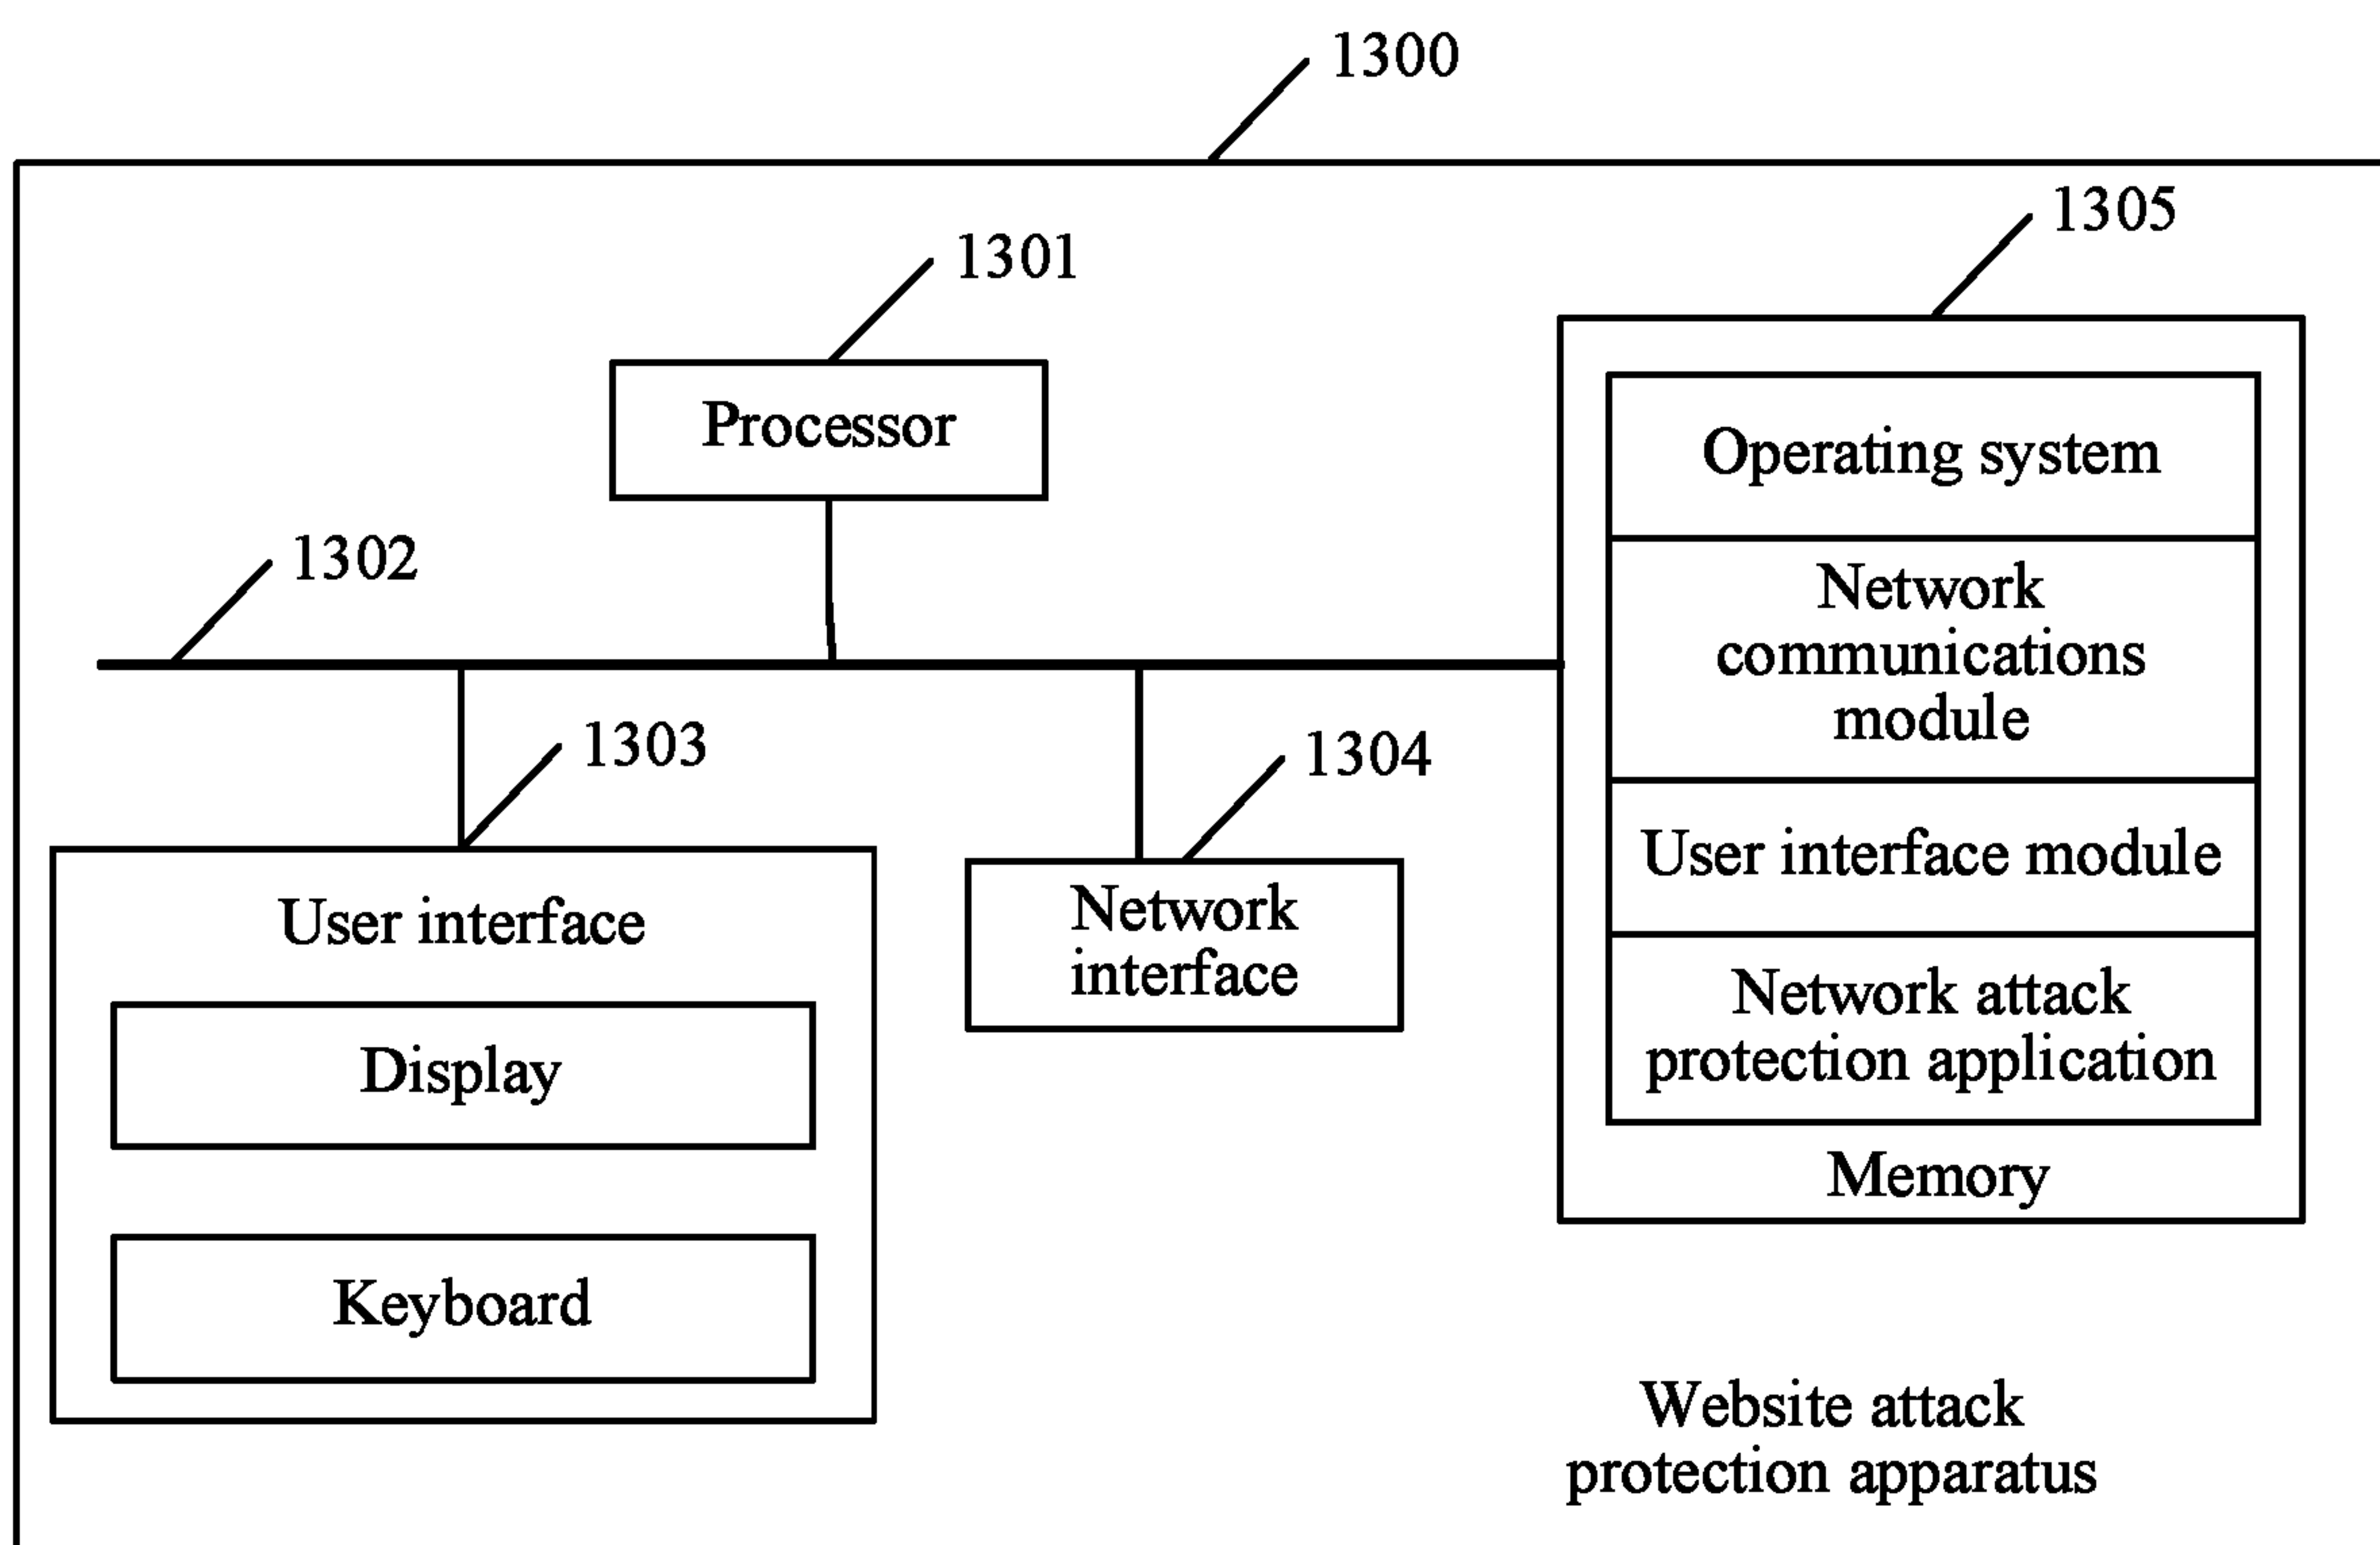 1300
1305
1301
Processor
Operating system
1302
Network
communications
module
1303
1304
User interface module
User interface
Network
interface
Network attack
protection application
Display
Memory
Keyboard
Website attack
protection apparatus